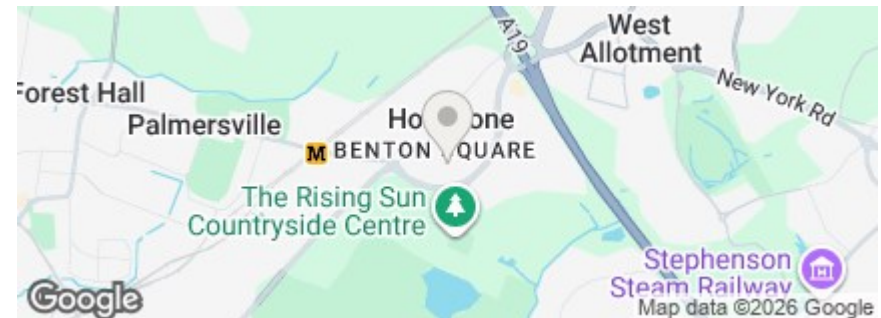 West
Allotment
A19
New York Rd
Forest Hall
Palmersville
M
BENTON
The Rising Sun
Countryside Centre
Stephenson
Steam Railway
Google
Map data ©2026 Google